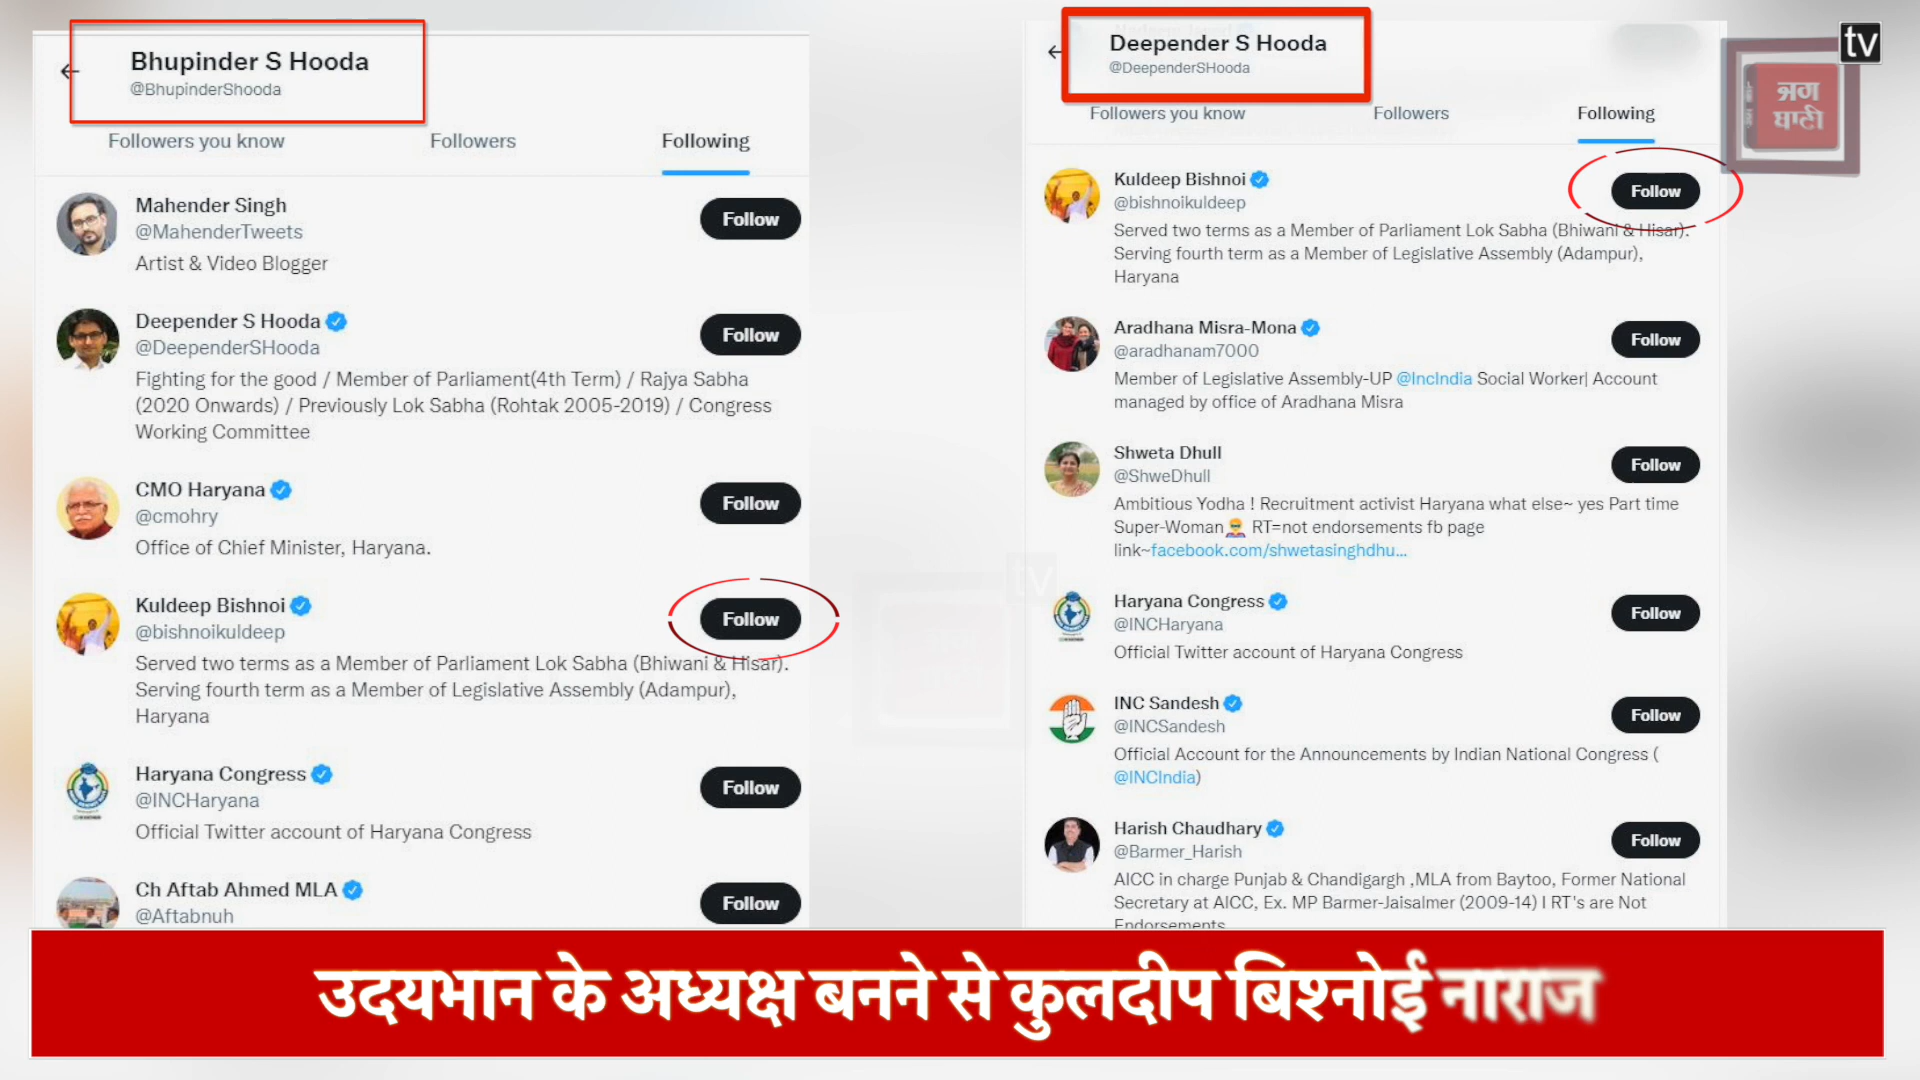 Bhupinder S Hooda
@BhupinderShooda
Followers you know
Followers
Following
Mahender Singh
@MahenderTweets
Artist & Video Blogger
Follow
Deepender S Hooda
@DeependerSHooda
Fighting for the good / Member of Parliament(4th Term) / Rajya Sabha
(2020 Onwards) / Previously Lok Sabha (Rohtak 2005-2019) / Congress
Working Committee
Follow
CMO Haryana
@cmohry
Office of Chief Minister, Haryana.
Follow
Kuldeep Bishnoi
@bishnoikuldeep
Served two terms as a Member of Parliament Lok Sabha (Bhiwani & Hisar).
Serving fourth term as a Member of Legislative Assembly (Adampur),
Haryana
Follow
Haryana Congress
@INCHaryana
Official Twitter account of Haryana Congress
Follow
Ch Aftab Ahmed MLA
@Aftabnuh
Follow
Deepender S Hooda
@DeependerSHooda
Followers you know
Followers
Following
Kuldeep Bishnoi
@bishnoikuldeep
Served two terms as a Member of Parliament Lok Sabha (Bhiwani & Hisar).
Serving fourth term as a Member of Legislative Assembly (Adampur),
Haryana
Follow
Aradhana Misra-Mona
@aradhanam7000
Member of Legislative Assembly-UP @IncIndia Social Worker| Account
managed by office of Aradhana Misra
Follow
Shweta Dhull
@ShweDhull
Ambitious Yodha ! Recruitment activist Haryana what else~ yes Part time
Super-Woman RT=not endorsements fb page
link~facebook.com/shwetasinghdhu...
Follow
Haryana Congress
@INCHaryana
Official Twitter account of Haryana Congress
Follow
INC Sandesh
@INCSandesh
Official Account for the Announcements by Indian National Congress (
@INCIndia)
Follow
Harish Chaudhary
@Barmer_Harish
AICC in charge Punjab & Chandigargh ,MLA from Baytoo, Former National
Secretary at AICC, Ex. MP Barmer-Jaisalmer (2009-14) I RT's are Not
Endorsements
Follow
tv
उदयभान के अध्यक्ष बनने से कुलदीप बिश्नोई नाराज